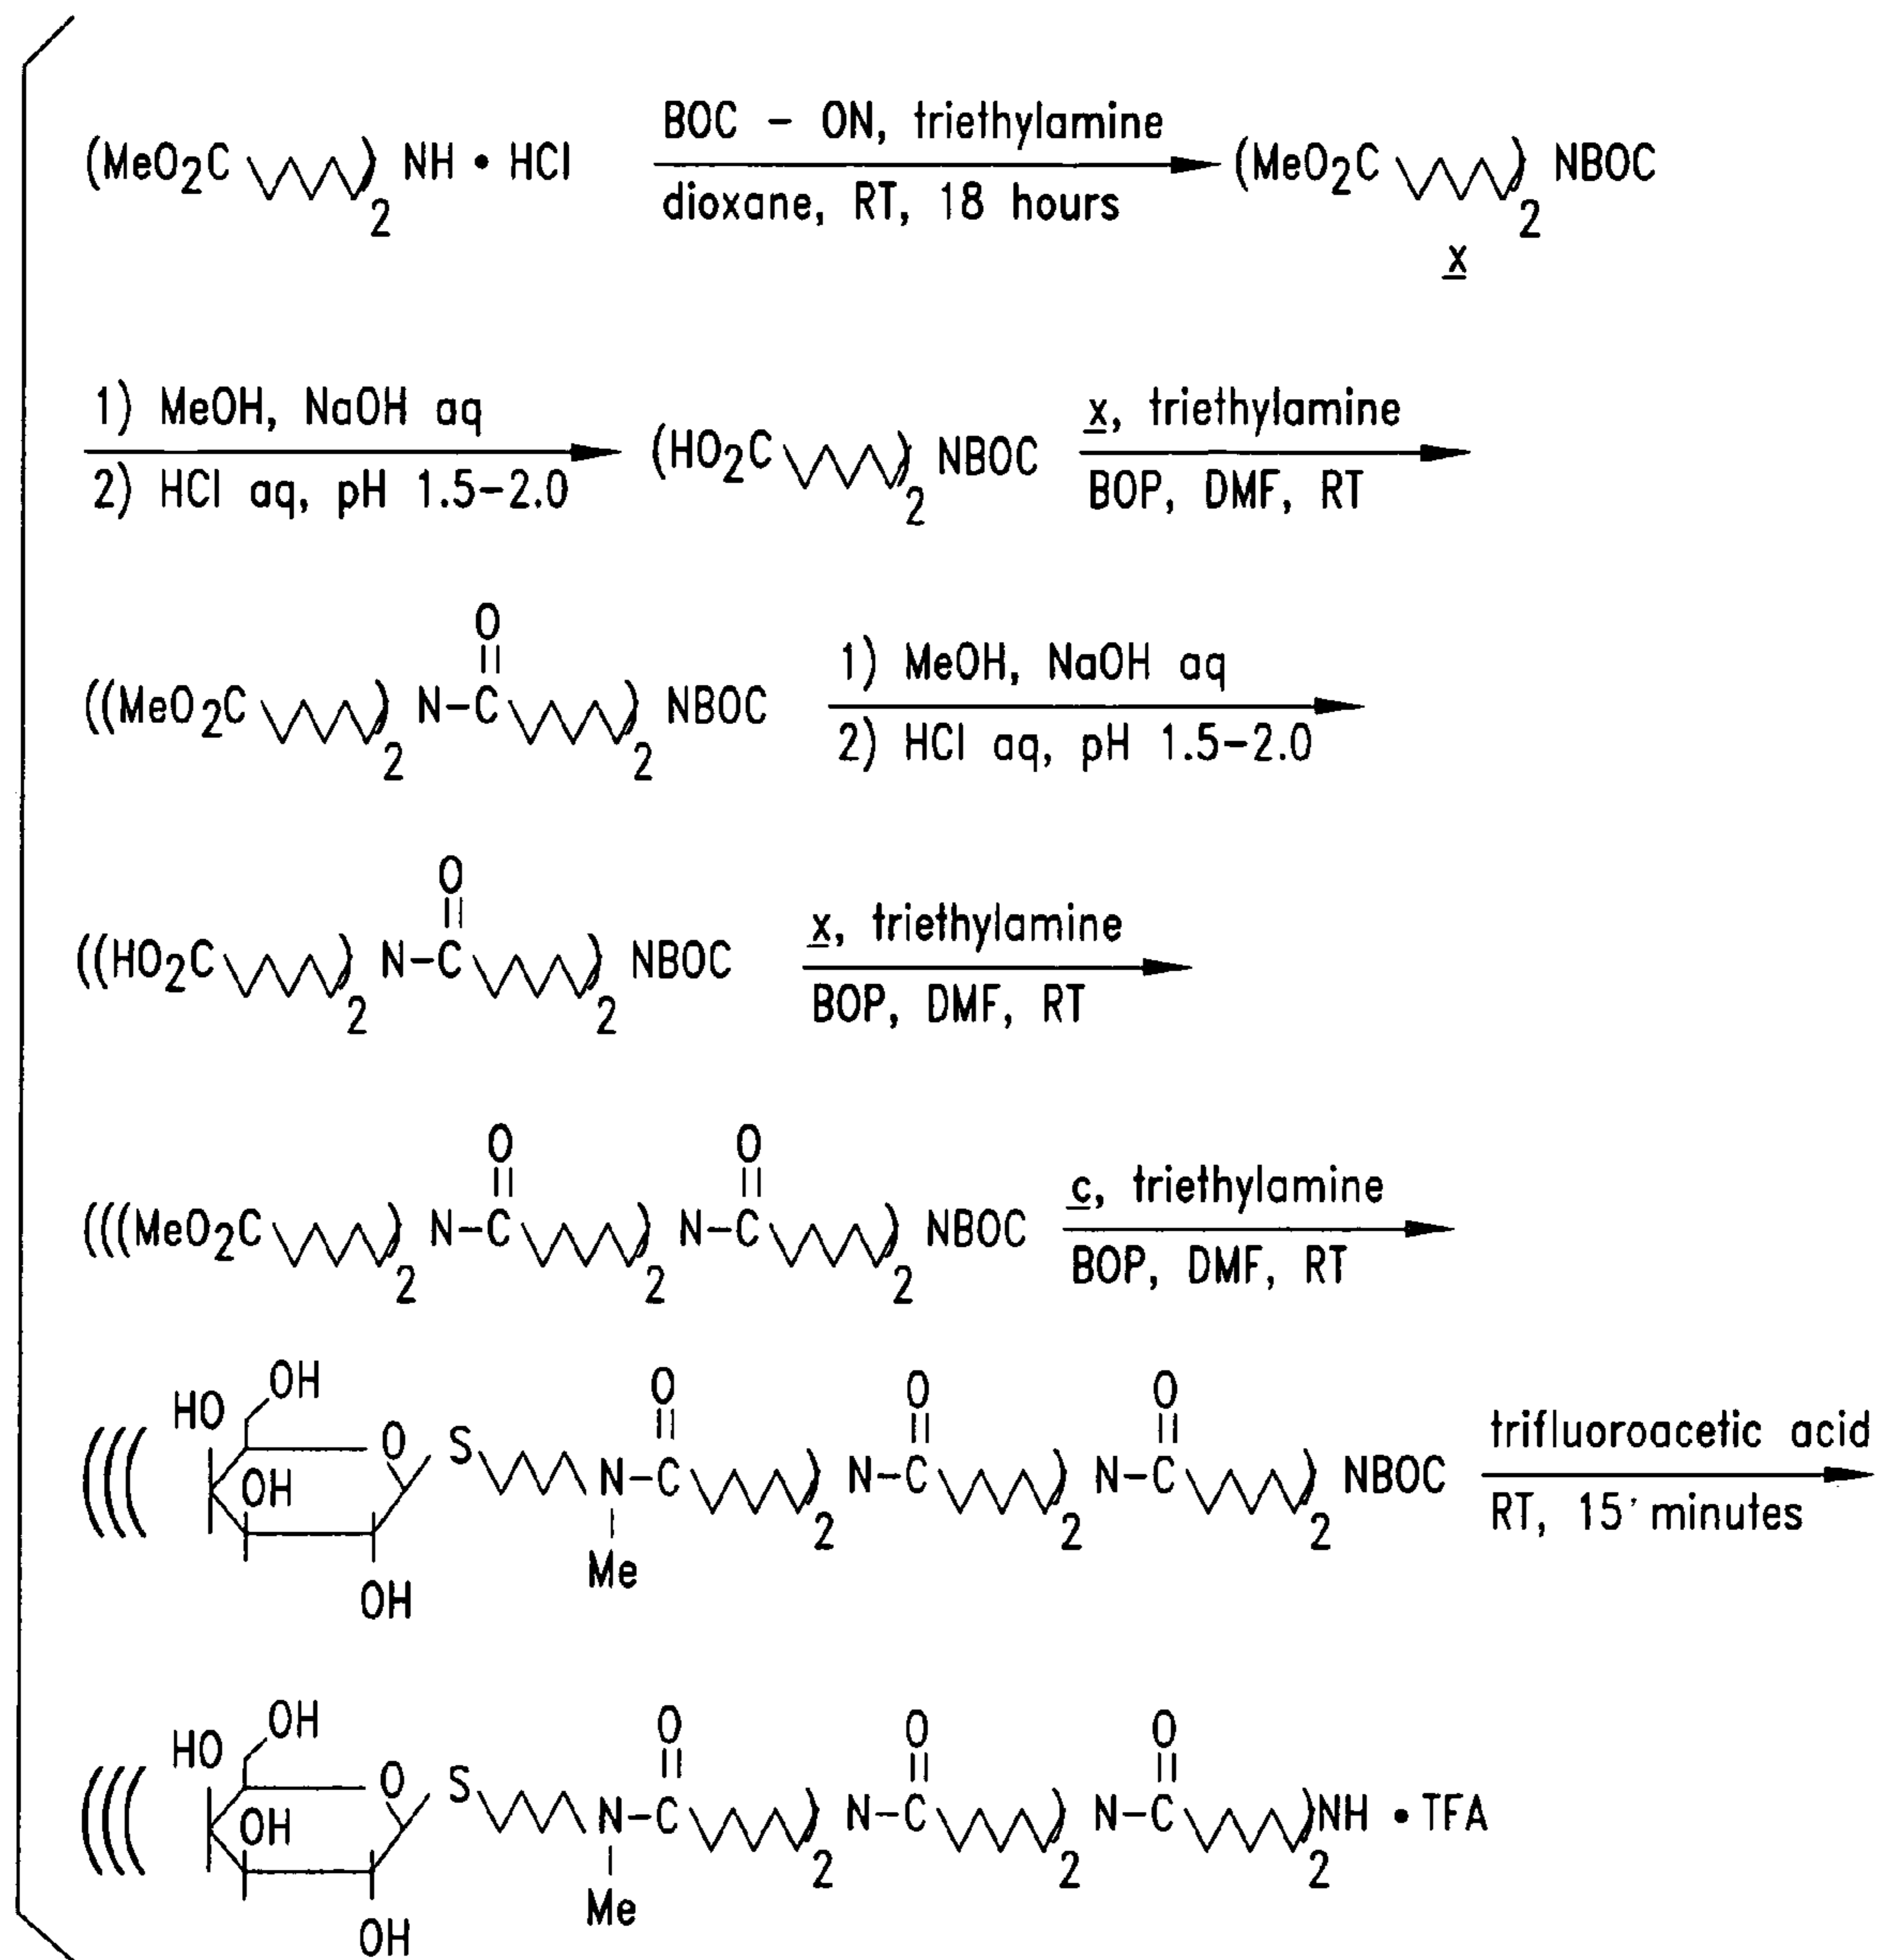 BOC - ON, triethylamine
(MeO2C )2 NH • HCl
dioxane, RT, 18 hours
(MeO2C )2 NBOC
x
1) MeOH, NaOH aq
2) HCl aq, pH 1.5-2.0
(HO2C )2 NBOC
x, triethylamine
BOP, DMF, RT
O
((MeO2C )2 N-C )2 NBOC
1) MeOH, NaOH aq
2) HCl aq, pH 1.5-2.0
O
((HO2C )2 N-C )2 NBOC
x, triethylamine
BOP, DMF, RT
O O
(((MeO2C )2 N-C )2 N-C )2 NBOC
c, triethylamine
BOP, DMF, RT
HO OH O O O
((( OH O S N-C )2 N-C )2 N-C )2 NBOC
Me
OH
trifluoroacetic acid
RT, 15 minutes
HO OH O O O
((( OH O S N-C )2 N-C )2 N-C )2 NH • TFA
Me
OH